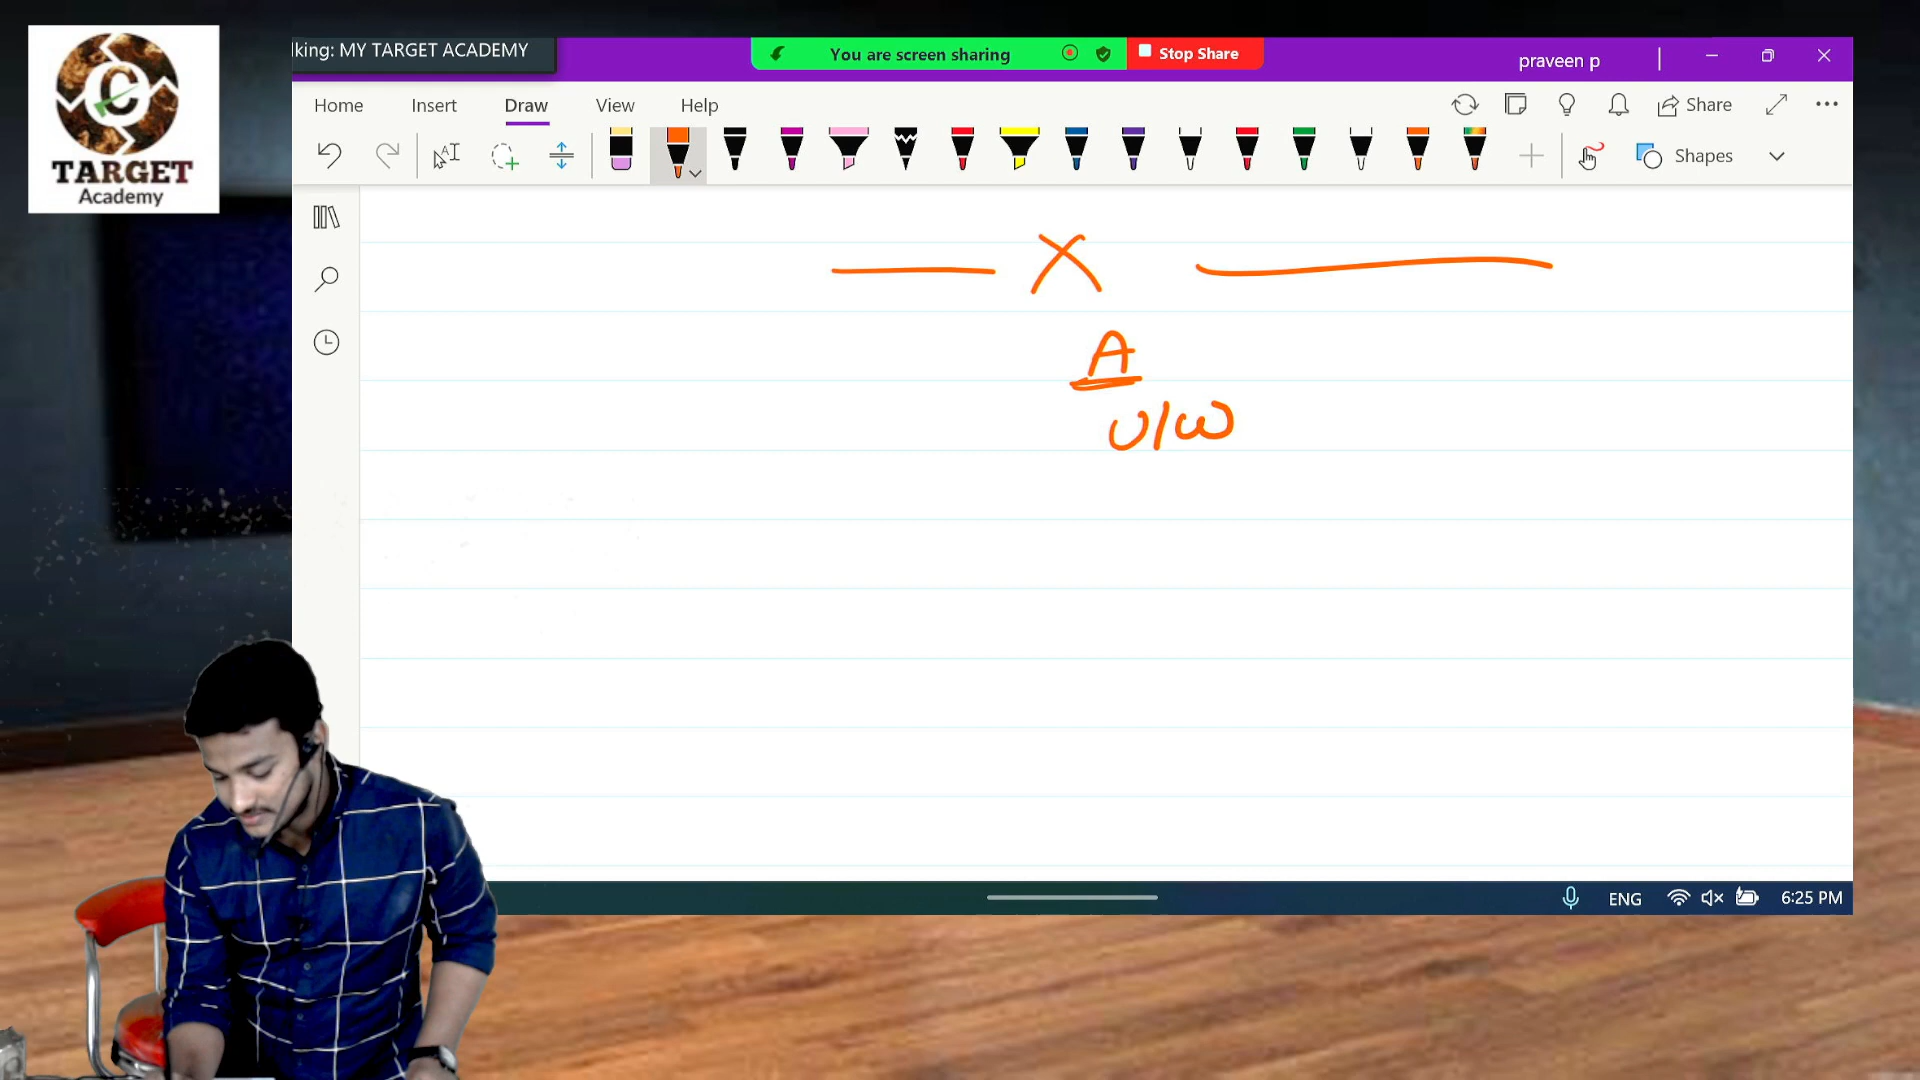 TARGET
Academy
lking: MY TARGET ACADEMY
You are screen sharing
Stop Share
praveen p
Home Insert Draw View Help
Share
Shapes
X
A
U/W
ENG
6:25 PM